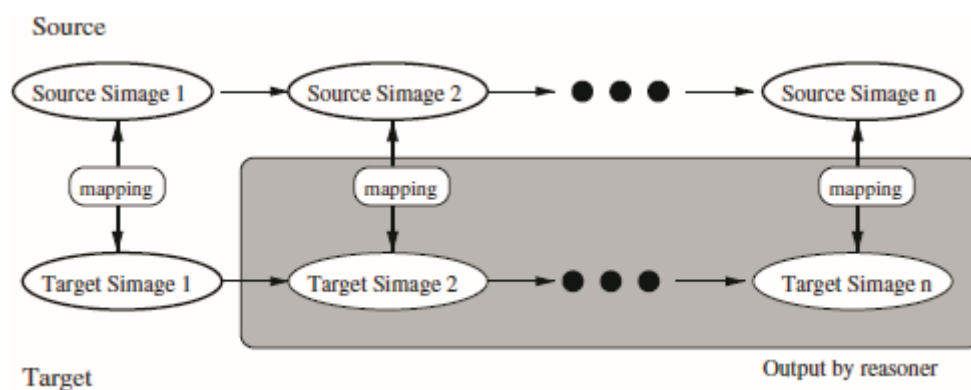 Source
Source Simage 1
Source Simage 2
Source Simage n
mapping
mapping
mapping
Target Simage 1
Target Simage 2
Target Simage n
Target
Output by reasoner